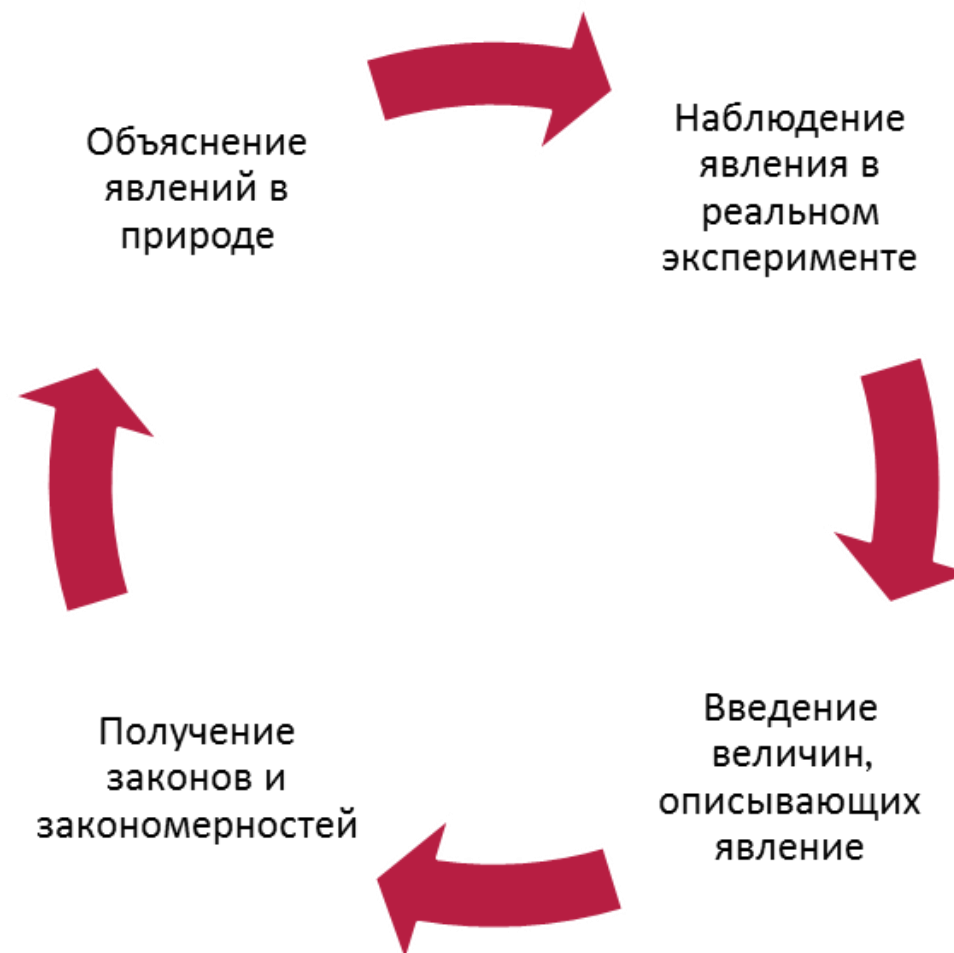 Объяснение
явлений в
природе
Наблюдение
явления в
реальном
эксперименте
Введение
величин,
описывающих
явление
Получение
законов и
закономерностей